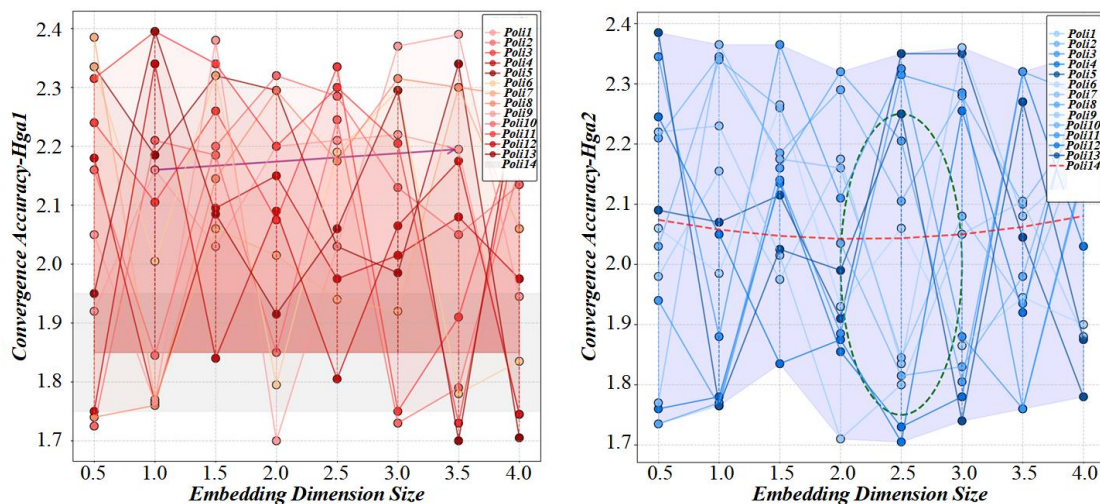 Convergence Accuracy-Hga1
2.4
2.3
2.2
2.1
2.0
1.9
1.8
1.7
Poli1
Poli2
Poli3
Poli4
Poli5
Poli6
Poli7
Poli8
Poli9
Poli10
Poli11
Poli12
Poli13
Poli14
0.5 1.0 1.5 2.0 2.5 3.0 3.5 4.0
Embedding Dimension Size
Convergence Accuracy-Hga2
2.4
2.3
2.2
2.1
2.0
1.9
1.8
1.7
Poli1
Poli2
Poli3
Poli4
Poli5
Poli6
Poli7
Poli8
Poli9
Poli10
Poli11
Poli12
Poli13
Poli14
0.5 1.0 1.5 2.0 2.5 3.0 3.5 4.0
Embedding Dimension Size